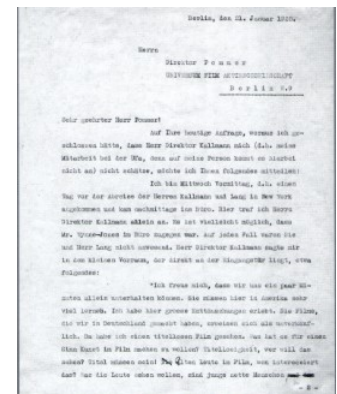 Berlin, den 21. Januar 1925.
Herrn
Direktor Pommer
UNIVERSUM FILM AKTIENGESELLSCHAFT
Berlin W.9
Sehr geehrter Herr Pommer!
Auf Ihre heutige Anfrage, woraus ich ge-
schlossen hätte, dass Herr Direktor Kallmann mich (d.h. meine
Mitarbeit bei der Ufa, denn auf meine Person kommt es hierbei
nicht an) nicht schätze, möchte ich Ihnen folgendes mitteilen:
Ich bin Mittwoch Vormittag, d.h. einen
Tag vor der Abreise der Herren Kallmann und Lang in New York
angekommen und kam nachmittags ins Büro. Hier traf ich Herrn
Direktor Kallmann allein an. Es ist vielleicht möglich, dass
Mr. Wynne-Jones im Büro zugegen war. Auf jeden Fall waren Sie
und Herr Lang nicht anwesend. Herr Direktor Kallmann sagte mir
in dem kleinen Vorraum, der direkt an der Eingangstür liegt, etwa
folgendes:
"Ich freue mich, dass wir uns ein paar Mi-
nuten allein unterhalten können. Sie müssen hier in Amerika sehr
viel lernen. Ich habe hier grosse Enttäuschungen erlebt. Die Filme,
die wir in Deutschland gemacht haben, erweisen sich als unverkäuf-
lich. Da habe ich einen titellosen Film gesehen. Was hat es für einen
Sinn Kunst im Film machen zu wollen? Titellosigkeit, wer will das
sehen? Titel müssen sein! Alten Leute im Film, wen interessiert
das? Was die Leute sehen wollen, sind junge nette Menschen
- 2 -